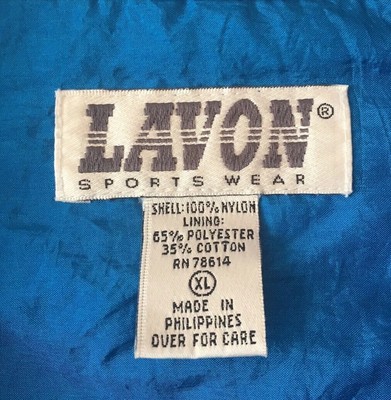 LAVON®
SPORTS WEAR
SHELL: 100% NYLON
LINING:
65% POLYESTER
35% COTTON
RN 78614
XL
MADE IN
PHILIPPINES
OVER FOR CARE